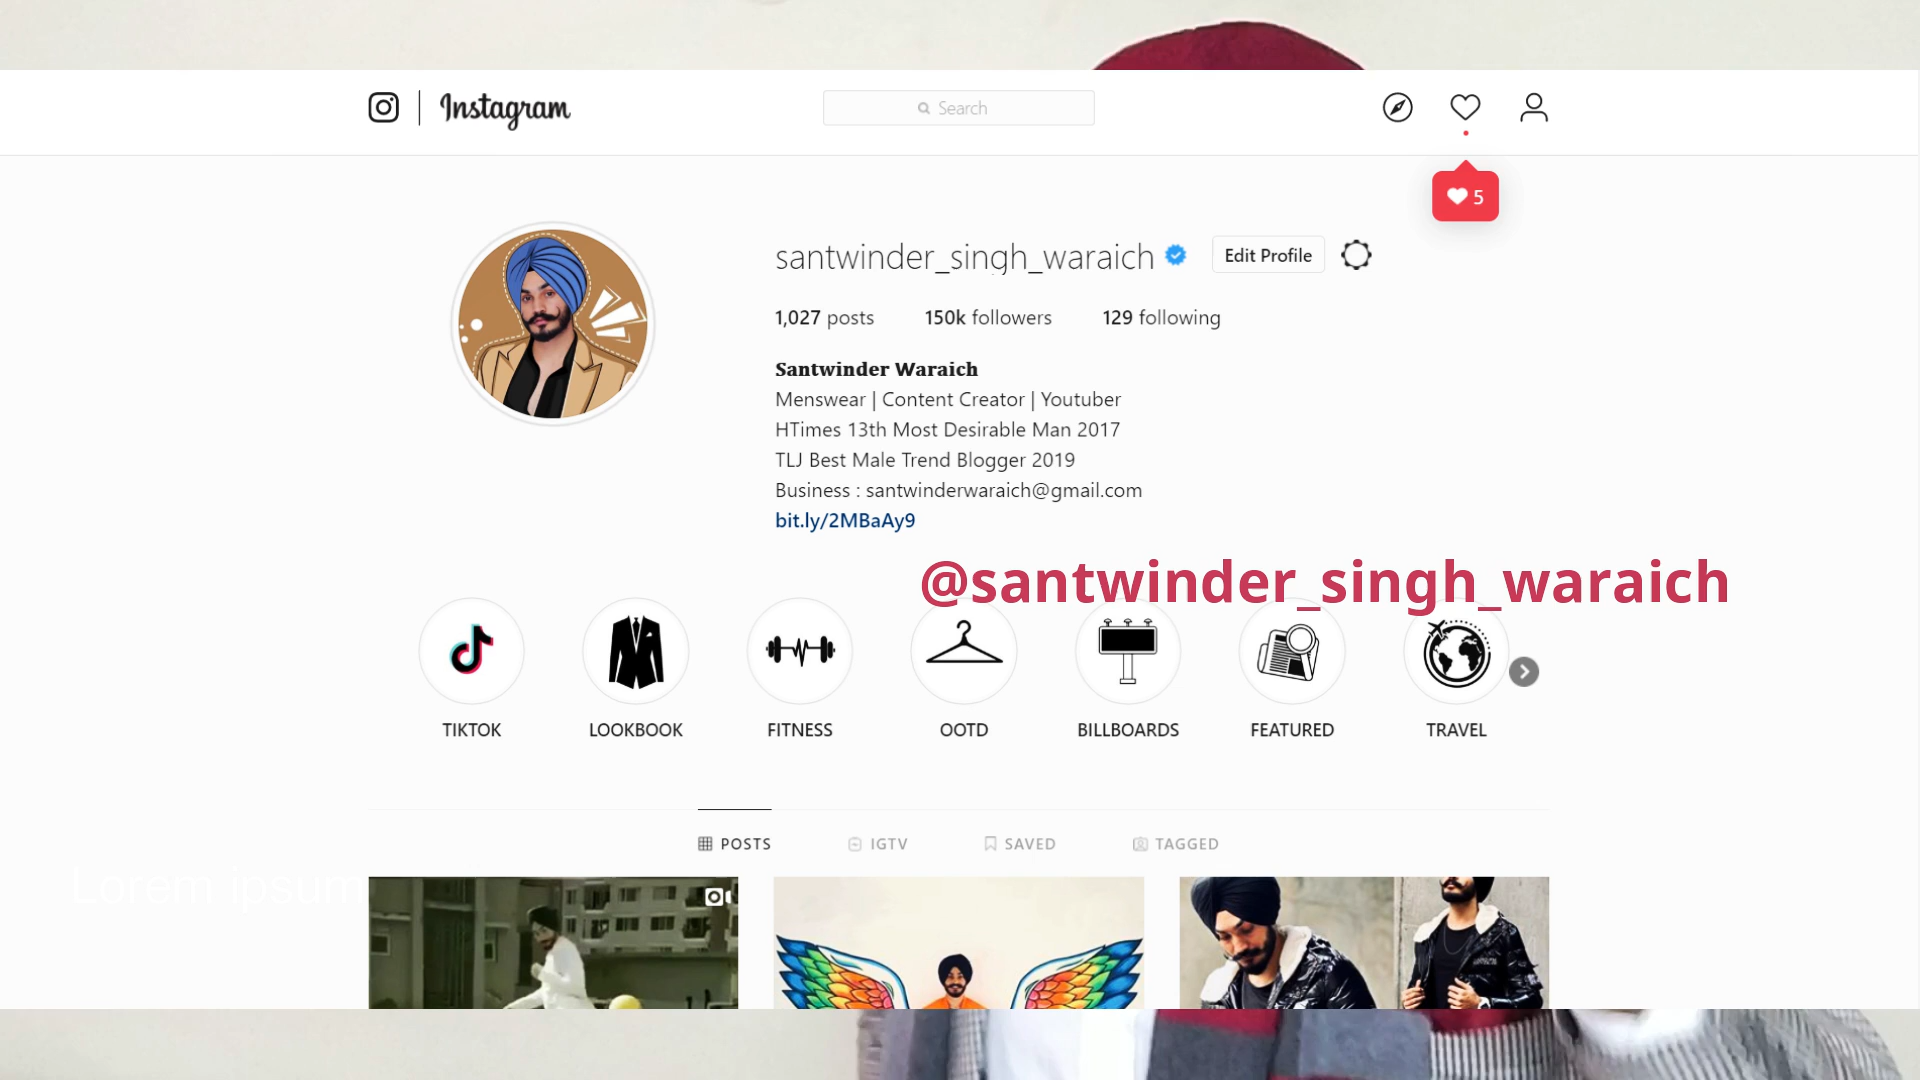 Instagram
Search
5
santwinder_singh_waraich
Edit Profile
1,027 posts 150k followers 129 following
Santwinder Waraich
Menswear | Content Creator | Youtuber
HTimes 13th Most Desirable Man 2017
TLJ Best Male Trend Blogger 2019
Business : santwinderwaraich@gmail.com
bit.ly/2MBaAy9
@santwinder_singh_waraich
TIKTOK LOOKBOOK FITNESS OOTD BILLBOARDS FEATURED TRAVEL
POSTS IGTV SAVED TAGGED
Lorem ipsum